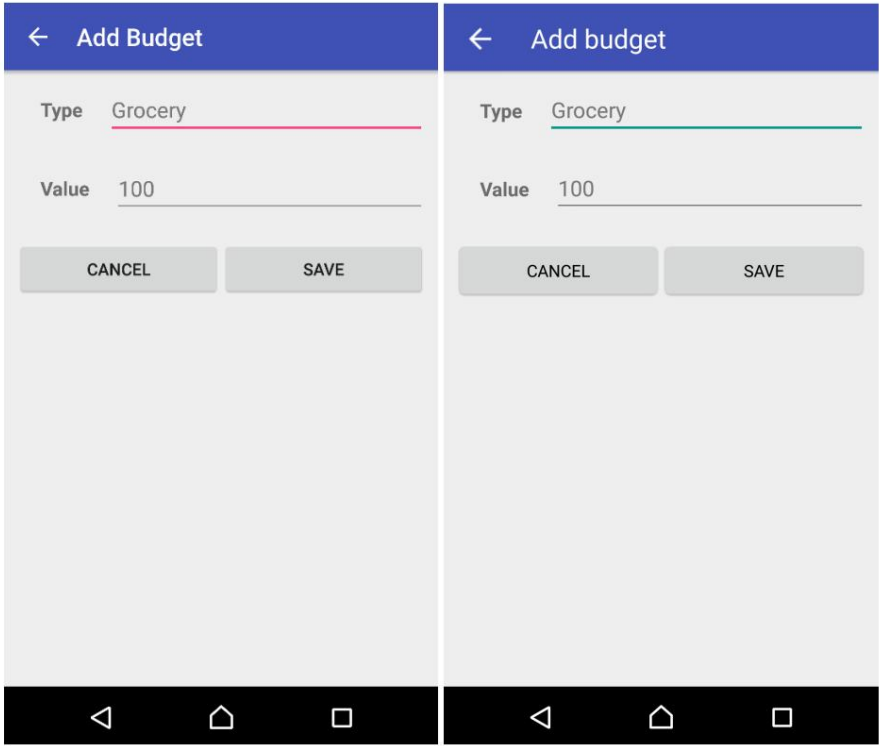 Add Budget
Type Grocery
Value 100
CANCEL SAVE
Add budget
Type Grocery
Value 100
CANCEL SAVE